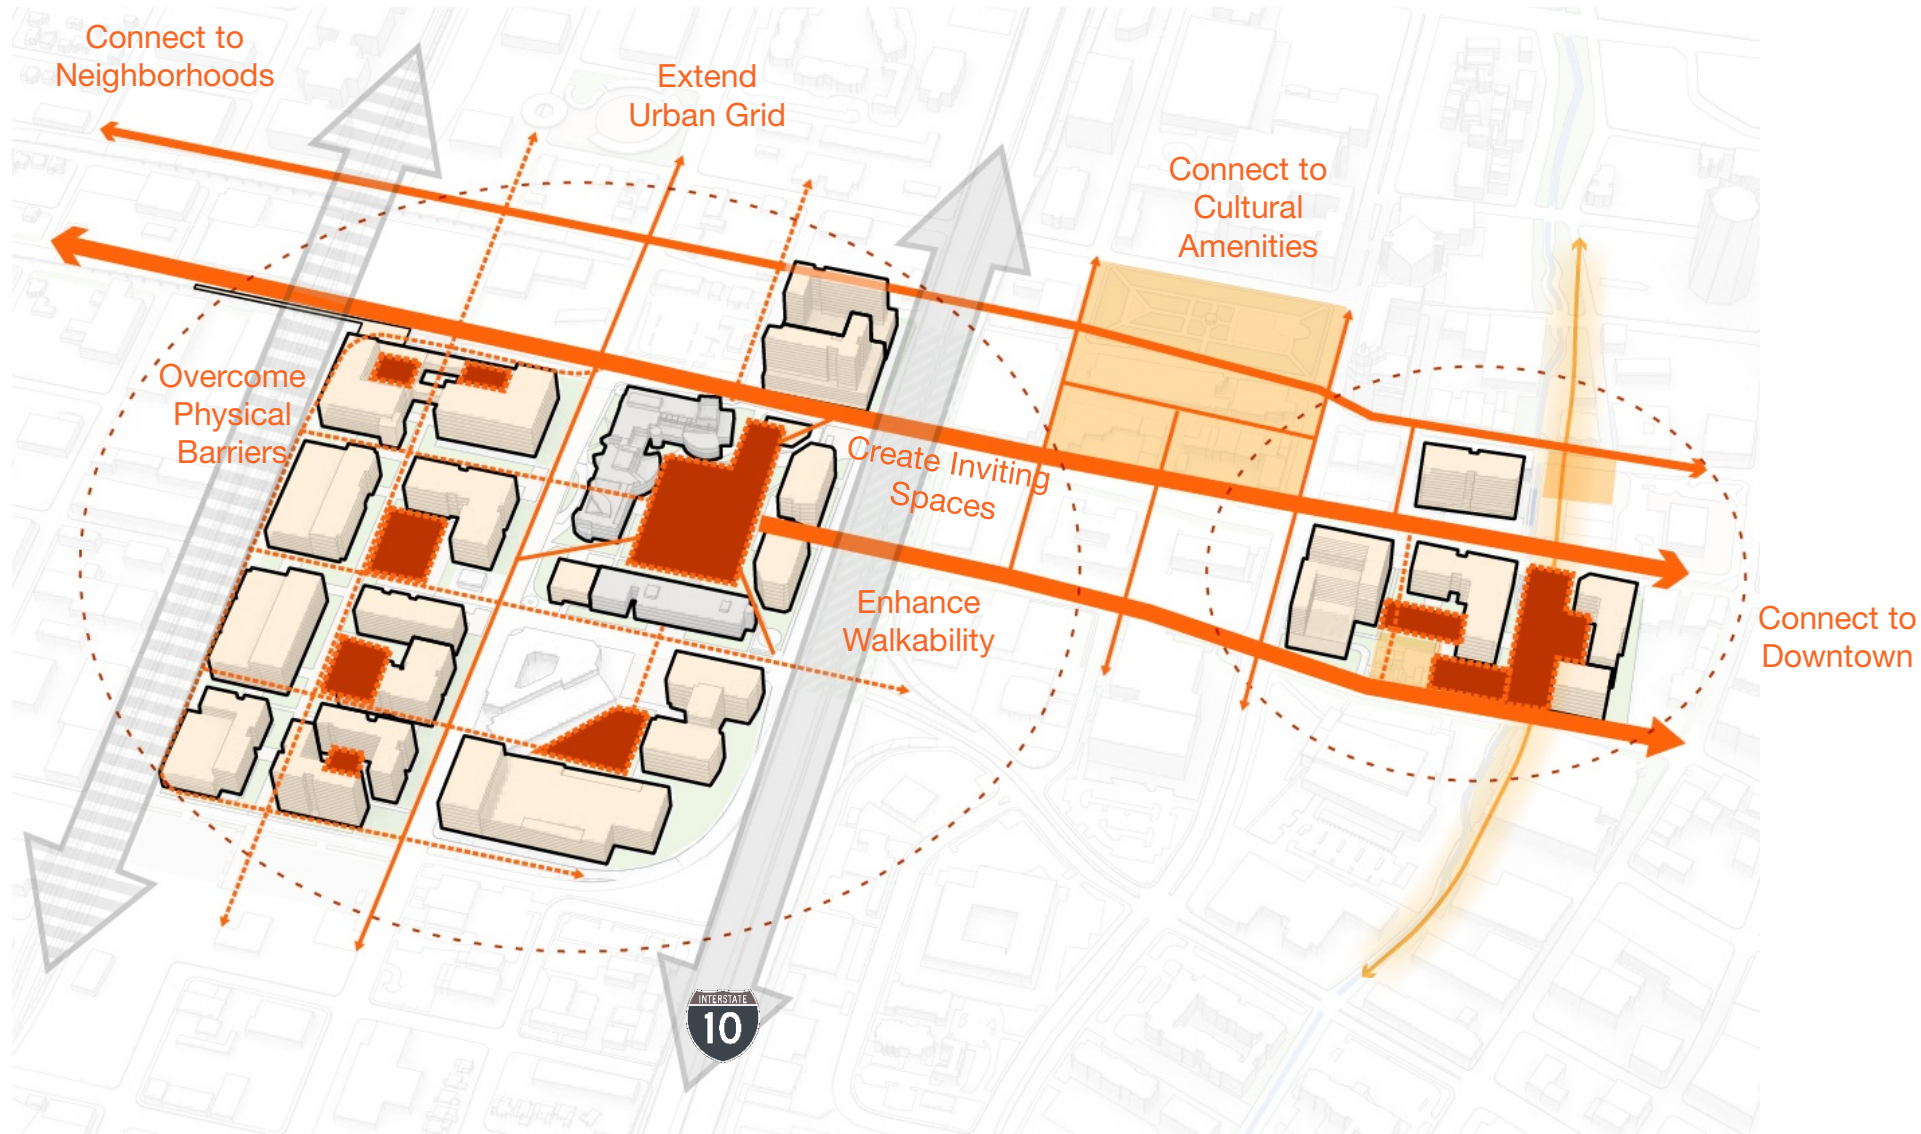 Connect to
Neighborhoods
Extend
Urban Grid
Connect to
Cultural
Amenities
Overcome
Physical
Barriers
Create Inviting
Spaces
Enhance
Walkability
Connect to
Downtown
INTERSTATE
10